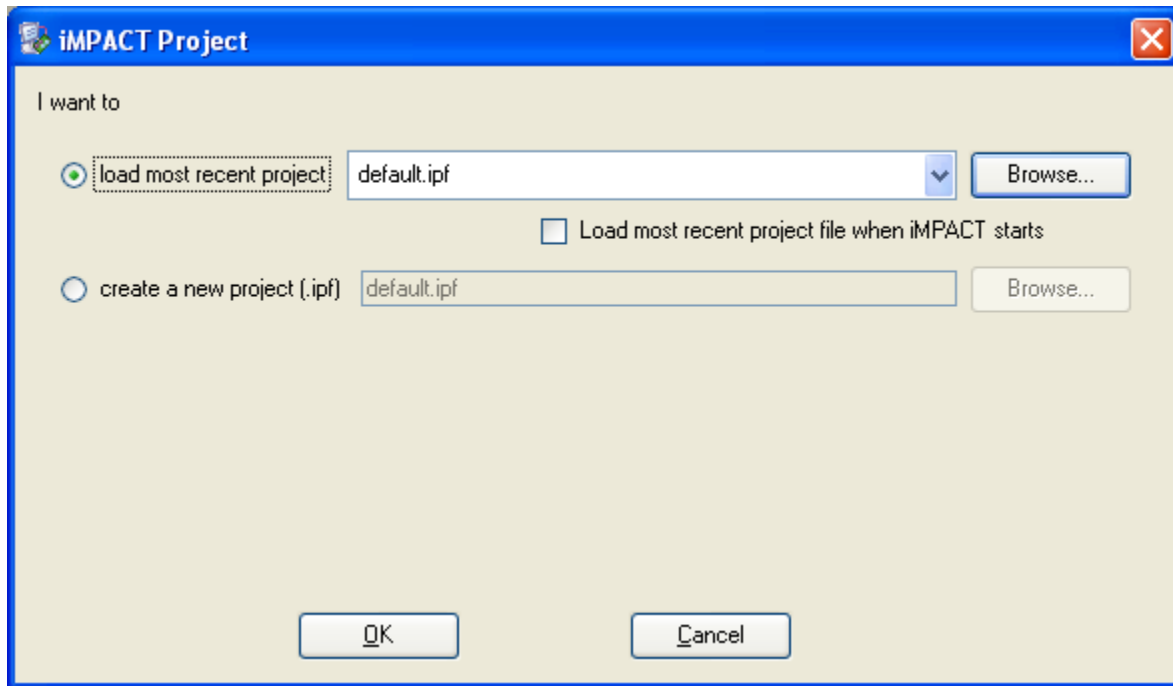 iMPACT Project
I want to
load most recent project default.ipf Browse...
Load most recent project file when iMPACT starts
create a new project (.ipf) default.ipf Browse...
OK Cancel